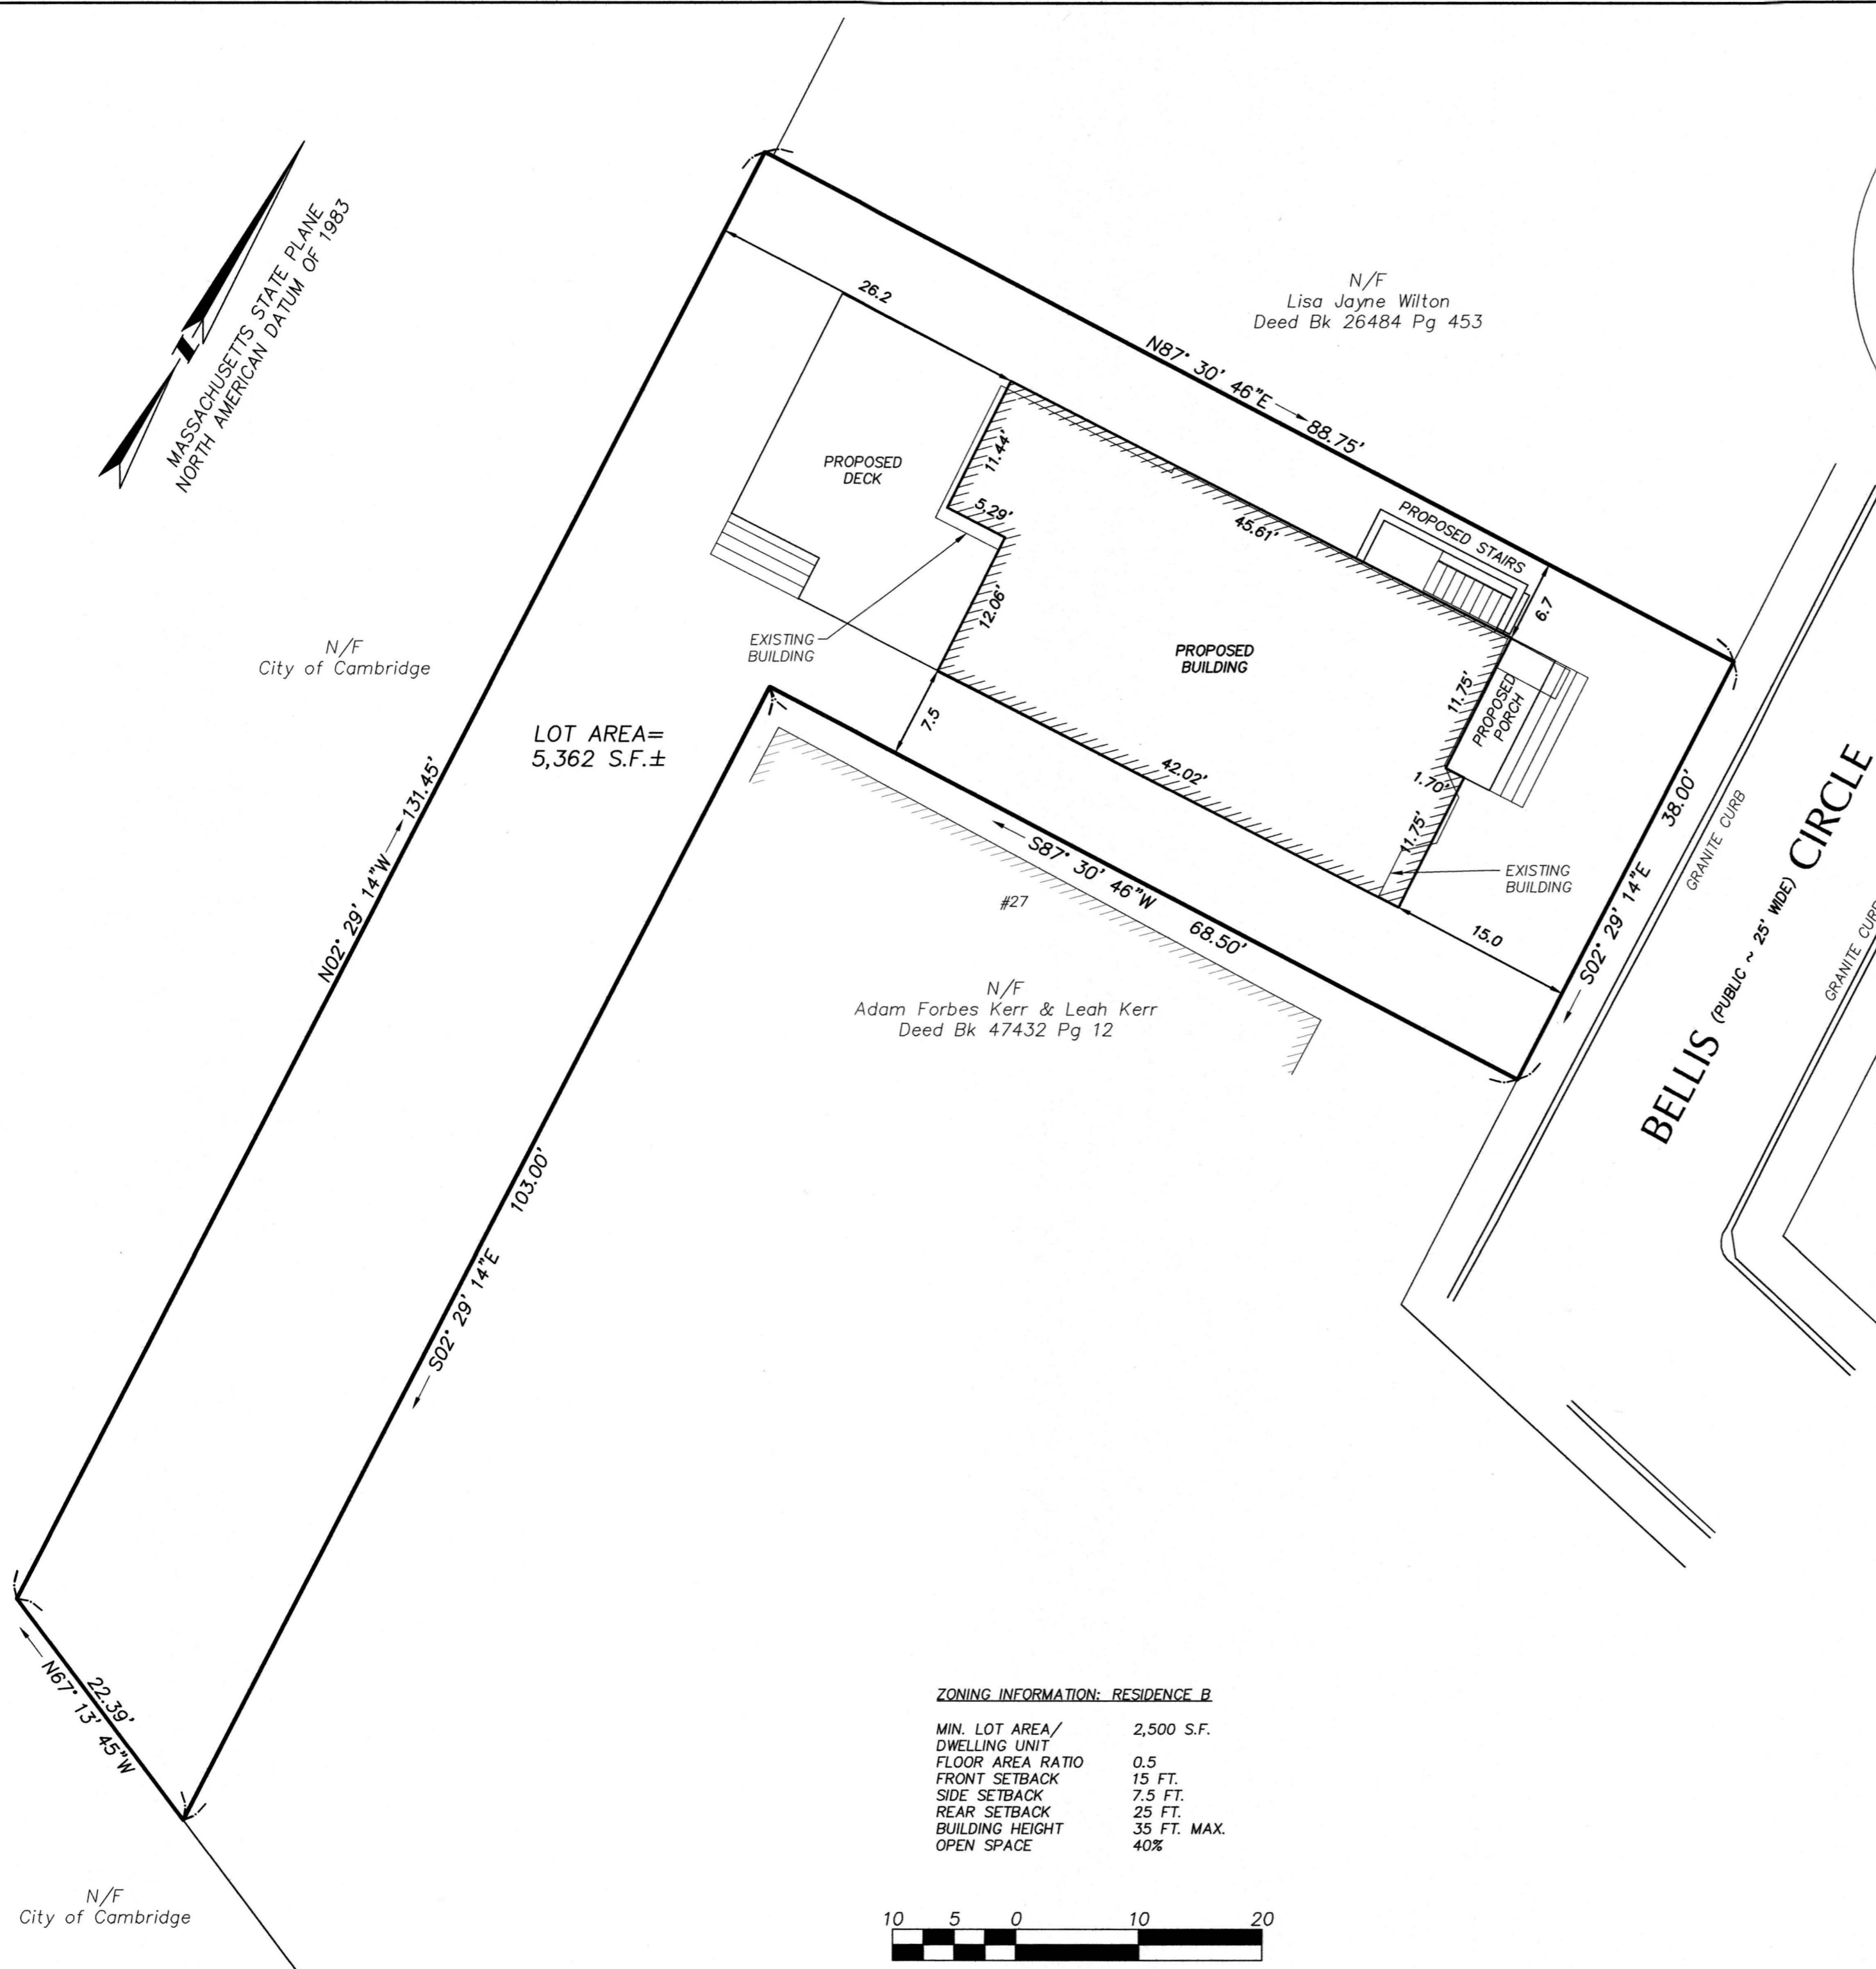 MASSACHUSETTS STATE PLANE
NORTH AMERICAN DATUM OF 1983
N/F
Lisa Jayne Wilton
Deed Bk 26484 Pg 453
N87° 30' 46"E
88.75'
26.2
PROPOSED
DECK
11.44'
5.29'
45.61'
PROPOSED STAIRS
6.7
12.06'
EXISTING
BUILDING
PROPOSED
BUILDING
11.75'
PROPOSED
PORCH
N/F
City of Cambridge
LOT AREA=
5,362 S.F.±
7.5
42.02'
1.70'
11.75'
EXISTING
BUILDING
15.0
38.00'
S02° 29' 14"E
GRANITE CURB
BELLIS (PUBLIC ~ 25' WIDE) CIRCLE
GRANITE CURB
N02° 29' 14"W
131.45'
S87° 30' 46"W
68.50'
#27
N/F
Adam Forbes Kerr & Leah Kerr
Deed Bk 47432 Pg 12
103.00'
S02° 29' 14"E
22.39'
N67° 13' 45"W
N/F
City of Cambridge
ZONING INFORMATION: RESIDENCE B
MIN. LOT AREA/ 2,500 S.F.
DWELLING UNIT
FLOOR AREA RATIO 0.5
FRONT SETBACK 15 FT.
SIDE SETBACK 7.5 FT.
REAR SETBACK 25 FT.
BUILDING HEIGHT 35 FT. MAX.
OPEN SPACE 40%
10 5 0 10 20